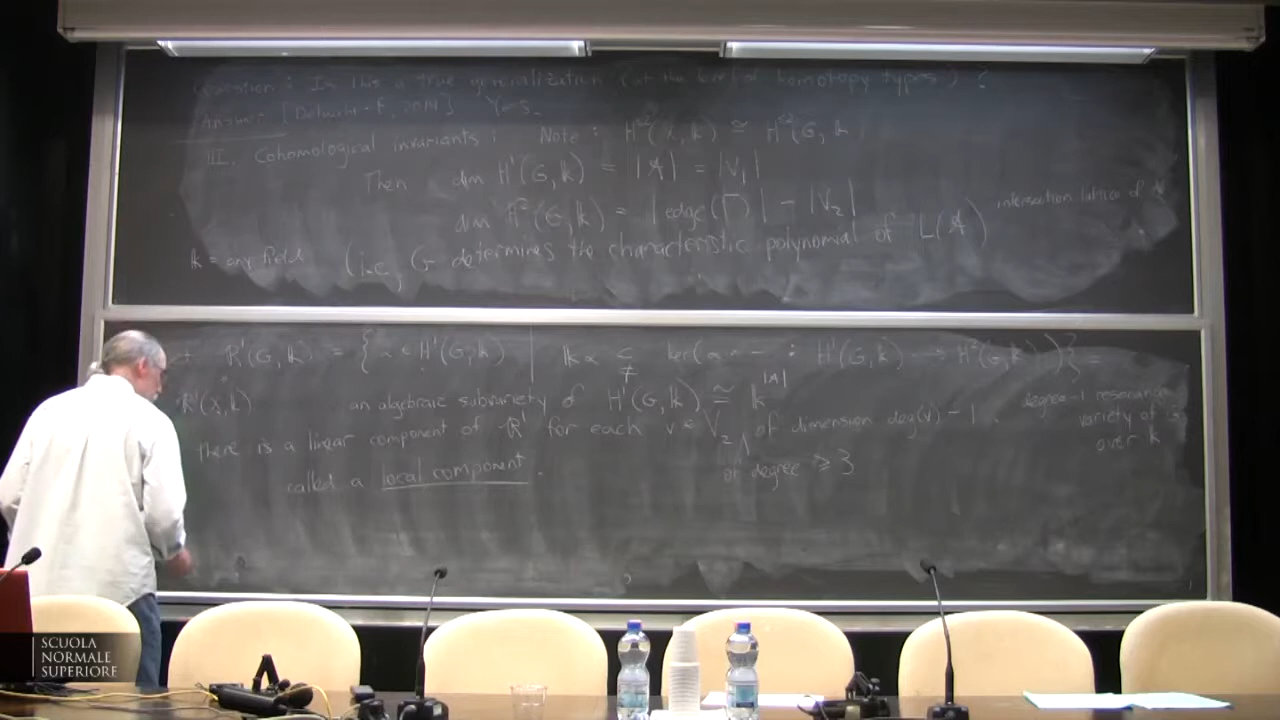 Question: Is this a true generalization (at the level of homotopy types)?
Answer: [Delucchi-F, 2014] Yes.
III. Cohomological invariants: Note: H^{≤2}(X, k) ≅ H^{≤2}(G, k
Then dim H^1(G, k) = |A| = |V_1|
dim H^2(G, k) = |edge(Γ)| - |V_2|
intersection lattice of A
k = any field (i.e., G determines the characteristic polynomial of L(A)
R^1(G, k) = { α ∈ H^1(G, k) | kα ⊊ ker(α · - : H^1(G, k) → H^2(G, k)) } =
R^1(X, k) an algebraic subvariety of H^1(G, k) ≅ k^{|A|}
degree-1 resonance
variety of G
over k
there is a linear component of R^1 for each v ∈ V_2 of dimension deg(v) - 1.
of degree ≥ 3
called a local component.
SCUOLA
NORMALE
SUPERIORE